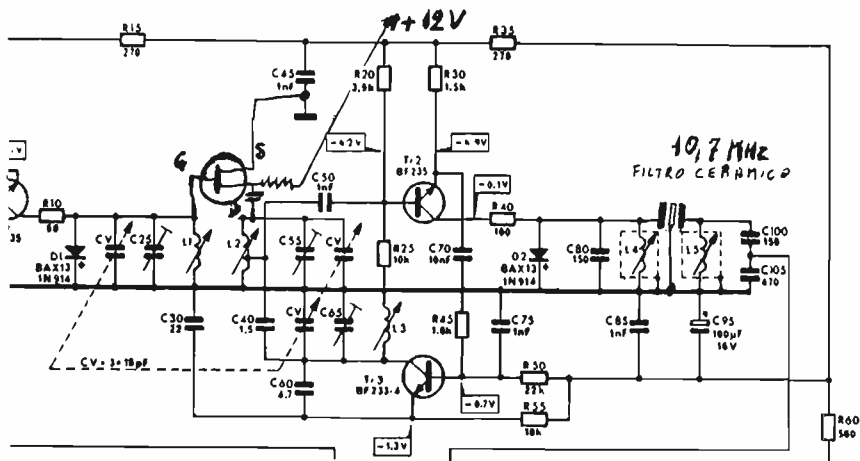 +12V
R15
270
R35
270
C45
1nF
R20
3,9k
R30
1.5k
G
S
-4.2V
-4.9V
10,7 MHz
FILTRO CERAMICO
Tr2
BF235
C50
1nF
-0.1V
R10
R40
100
C100
150
D1
BAX13
1N914
CV
C25
L1
L2
C55
CV
R25
10k
C70
10nF
D2
BAX13
1N914
C80
150
L4
L5
C105
470
C30
22
C40
1,5
CV
C65
L3
R45
1.8k
C75
1nF
C85
1nF
C95
100µF
16V
CV = 3÷18pF
C60
6.7
Tr3
BF233-4
-0.7V
R50
22k
R55
18k
R60
560
-1.3V